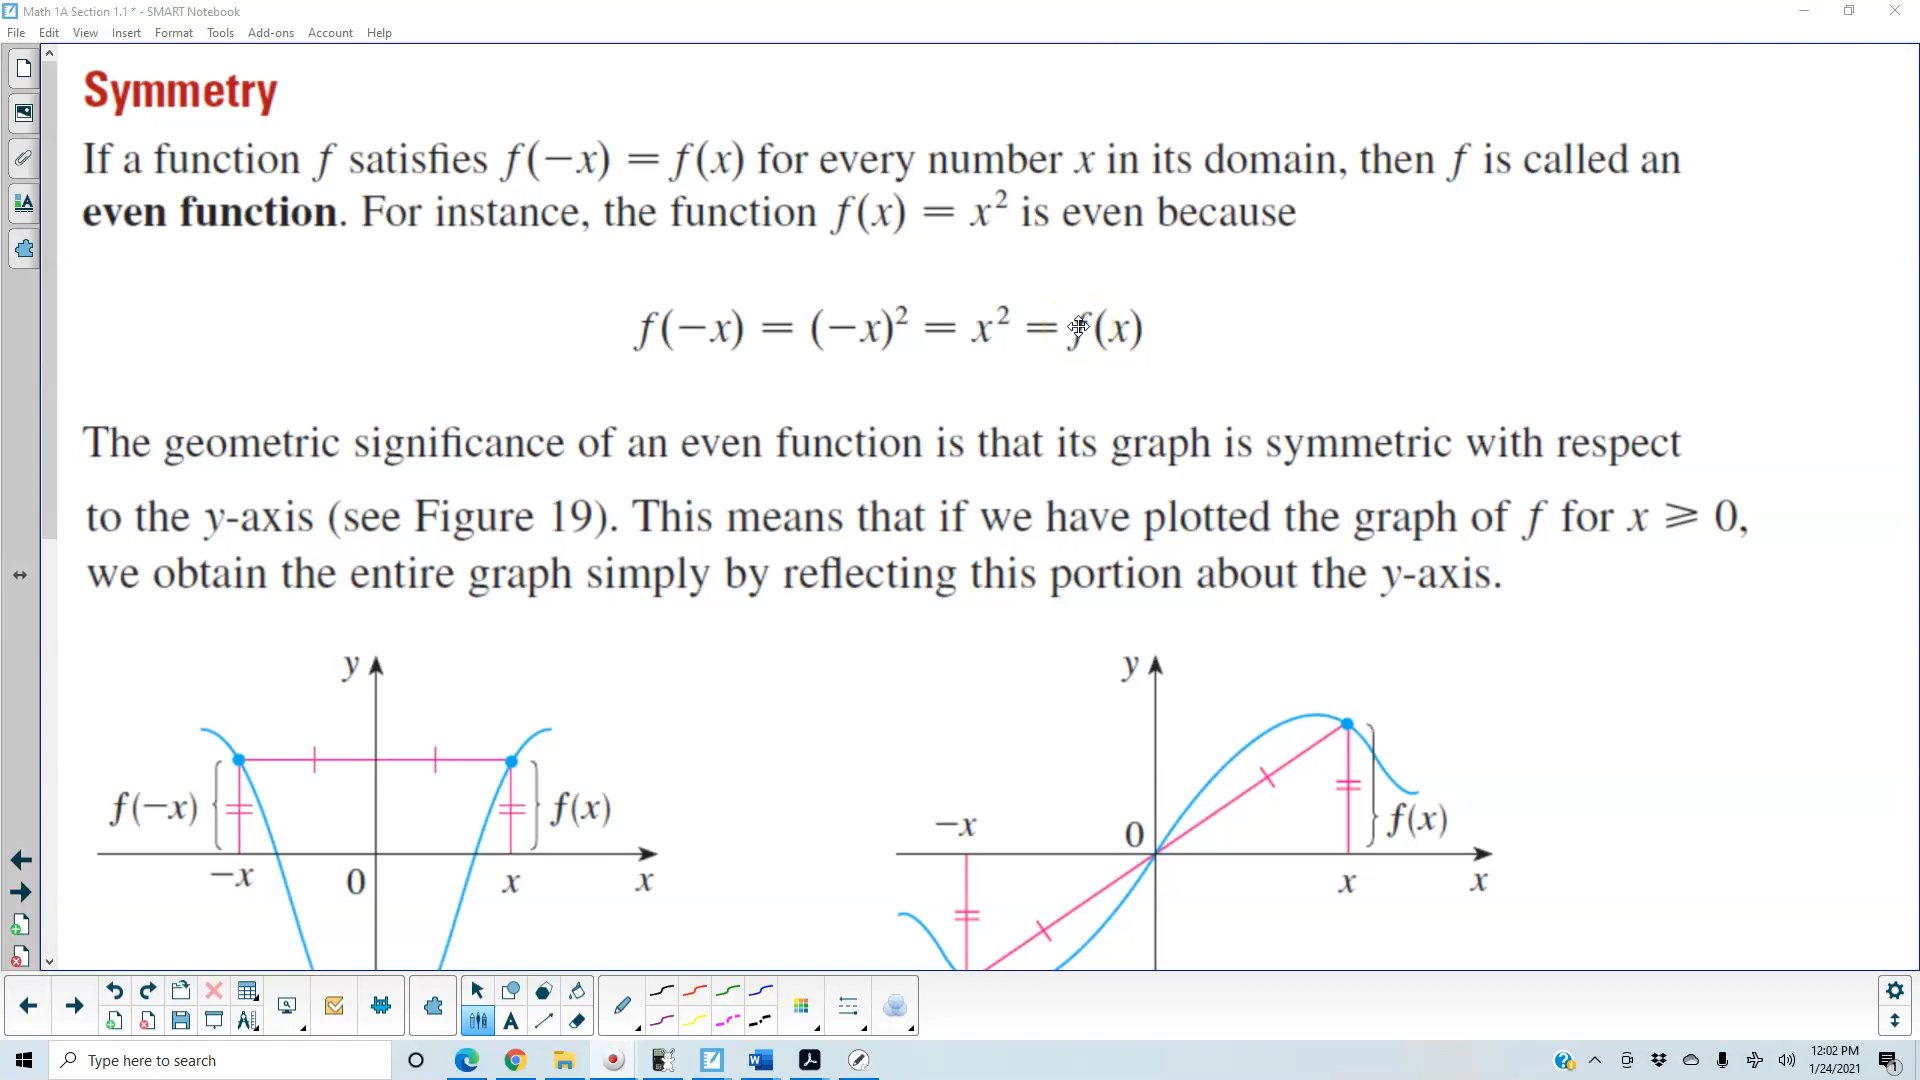 Math 1A Section 1.1 * - SMART Notebook
File Edit View Insert Format Tools Add-ons Account Help
Symmetry
If a function f satisfies f(−x) = f(x) for every number x in its domain, then f is called an
even function. For instance, the function f(x) = x² is even because
f(−x) = (−x)² = x² = f(x)
The geometric significance of an even function is that its graph is symmetric with respect
to the y-axis (see Figure 19). This means that if we have plotted the graph of f for x ⩾ 0,
we obtain the entire graph simply by reflecting this portion about the y-axis.
y
f(−x)
f(x)
−x
0
x
x
y
−x
0
f(x)
x
x
Type here to search
12:02 PM
1/24/2021